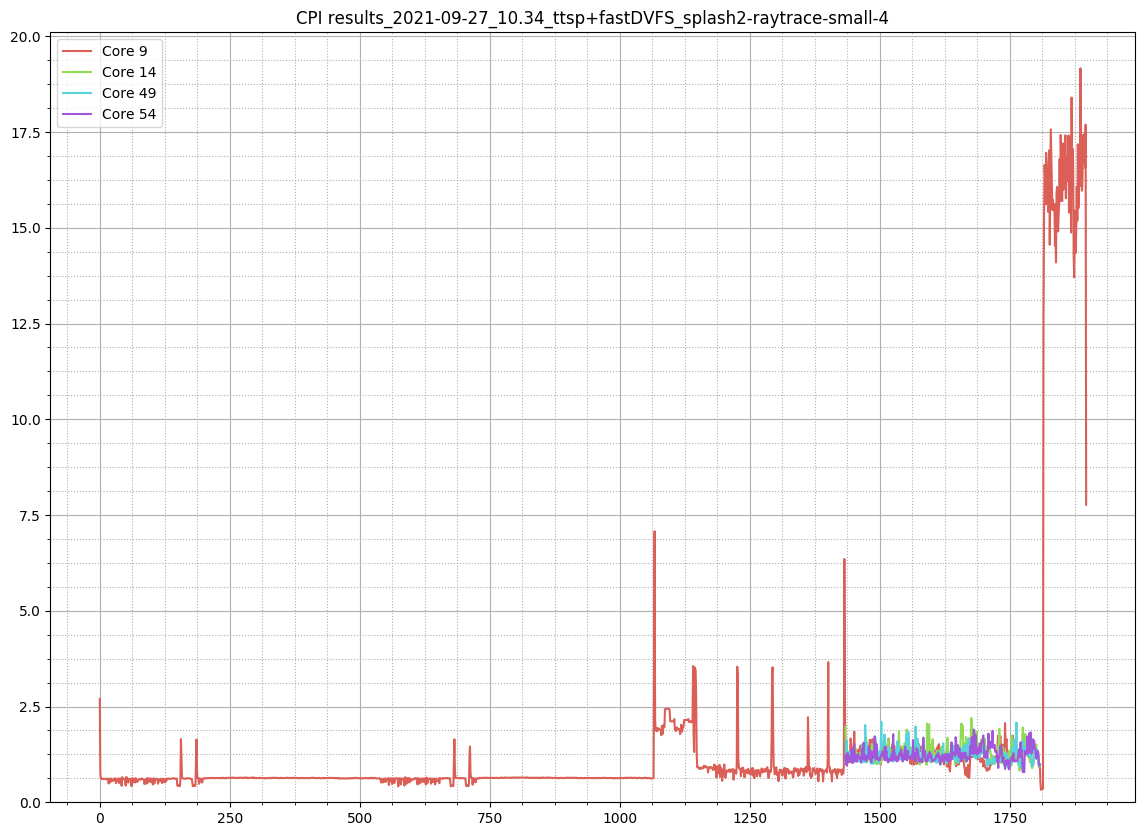 CPI results_2021-09-27_10.34_ttsp+fastDVFS_splash2-raytrace-small-4
Core 9
Core 14
Core 49
Core 54
20.0
17.5
15.0
12.5
10.0
7.5
5.0
2.5
0.0
0 250 500 750 1000 1250 1500 1750